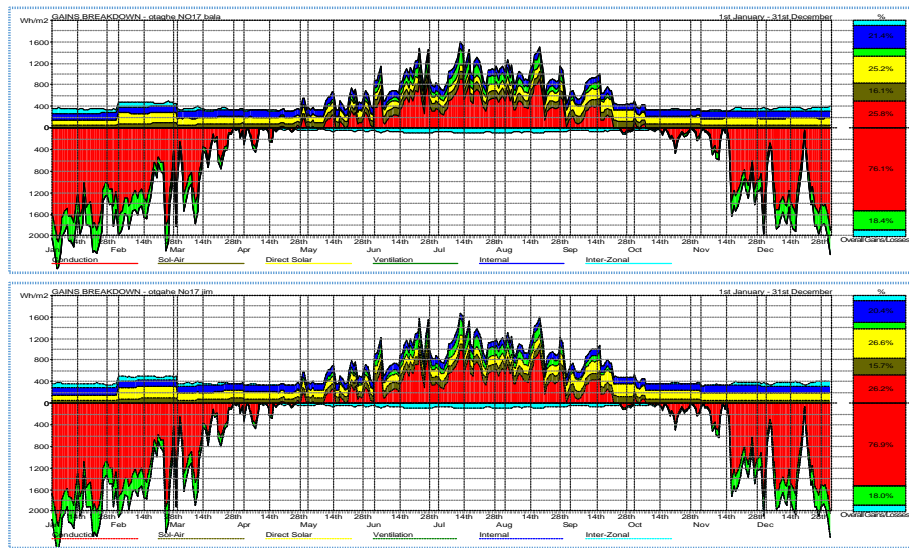 GAINS BREAKDOWN - otaghe NO17 bala 1st January - 31st December
Wh/m2 %
1600
1200
800
400
0
400
800
1200
1600
2000
25.2%
16.1%
25.8%
76.1%
18.4%
14th 28th 14th 28th 14th 28th 14th 28th 14th 28th 14th 28th 14th 28th 14th 28th 14th 28th 14th 28th 14th 28th 14th 28th
Jan Feb Mar Apr May Jun Jul Aug Sep Oct Nov Dec
Overall Gains/Losses
Conduction Sol-Air Direct Solar Ventilation Internal Inter-Zonal
GAINS BREAKDOWN - otgahe No17 jim 1st January - 31st December
Wh/m2 %
1600
1200
800
400
0
400
800
1200
1600
2000
26.6%
15.7%
26.2%
76.9%
18.0%
14th 28th 14th 28th 14th 28th 14th 28th 14th 28th 14th 28th 14th 28th 14th 28th 14th 28th 14th 28th 14th 28th 14th 28th
Jan Feb Mar Apr May Jun Jul Aug Sep Oct Nov Dec
Overall Gains/Losses
Conduction Sol-Air Direct Solar Ventilation Internal Inter-Zonal